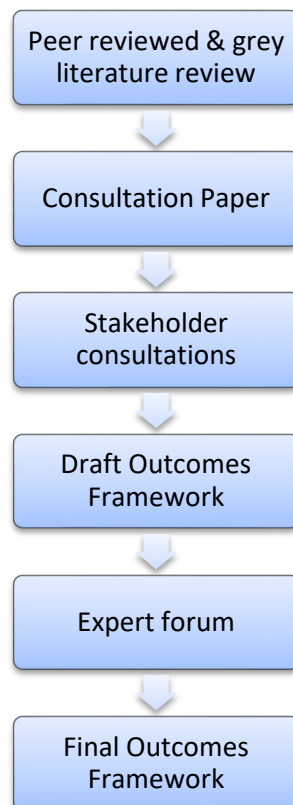 Peer reviewed & grey
literature review
Consultation Paper
Stakeholder
consultations
Draft Outcomes
Framework
Expert forum
Final Outcomes
Framework